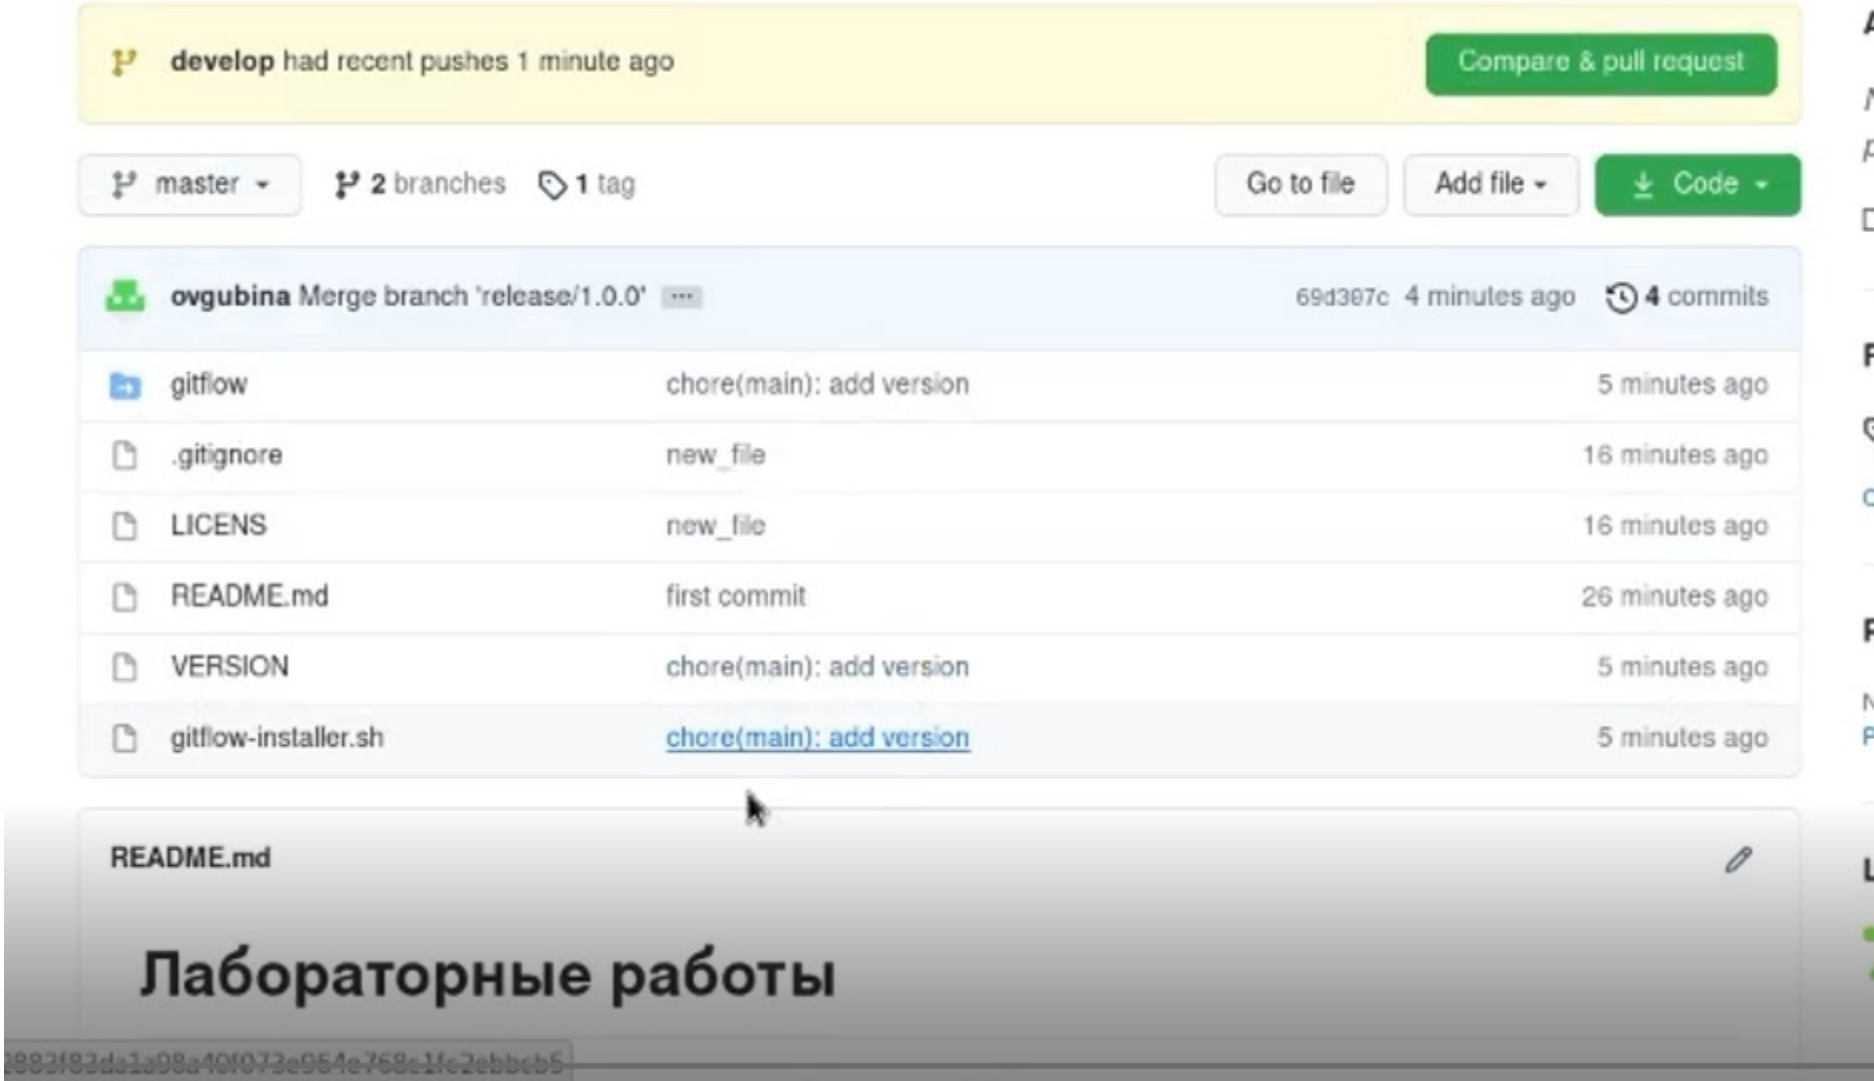 develop had recent pushes 1 minute ago
Compare & pull request
master
2 branches
1 tag
Go to file
Add file
Code
ovgubina Merge branch 'release/1.0.0'
69d307c 4 minutes ago
4 commits
gitflow chore(main): add version 5 minutes ago
.gitignore new_file 16 minutes ago
LICENS new_file 16 minutes ago
README.md first commit 26 minutes ago
VERSION chore(main): add version 5 minutes ago
gitflow-installer.sh chore(main): add version 5 minutes ago
README.md
Лабораторные работы